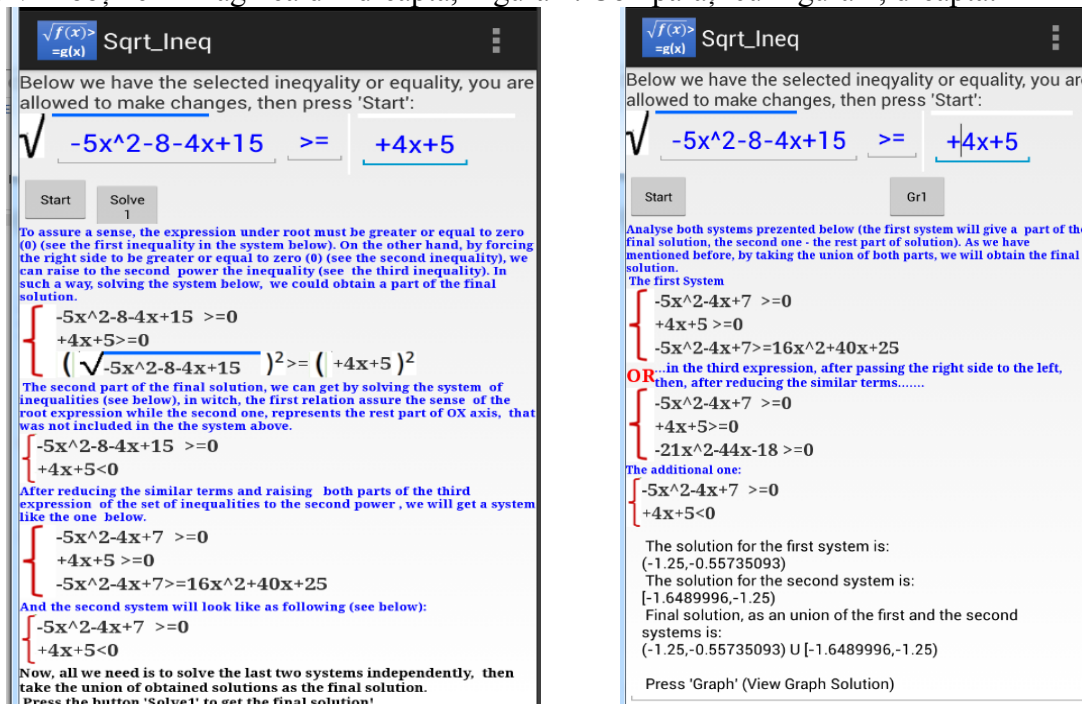 Sqrt_Ineq
Below we have the selected ineqyality or equality, you are
allowed to make changes, then press 'Start':
√ -5x^2-8-4x+15 >= +4x+5
Start Solve
1
To assure a sense, the expression under root must be greater or equal to zero
(0) (see the first inequality in the system below). On the other hand, by forcing
the right side to be greater or equal to zero (0) (see the second inequality), we
can raise to the second power the inequality (see the third inequality). In
such a way, solving the system below, we could obtain a part of the final
solution.
-5x^2-8-4x+15 >=0
+4x+5>=0
( √-5x^2-8-4x+15 )²>= ( +4x+5 )²
The second part of the final solution, we can get by solving the system of
inequalities (see below), in witch, the first relation assure the sense of the
root expression while the second one, represents the rest part of OX axis, that
was not included in the the system above.
-5x^2-8-4x+15 >=0
+4x+5<0
After reducing the similar terms and raising both parts of the third
expression of the set of inequalities to the second power , we will get a system
like the one below.
-5x^2-4x+7 >=0
+4x+5 >=0
-5x^2-4x+7>=16x^2+40x+25
And the second system will look like as following (see below):
-5x^2-4x+7 >=0
+4x+5<0
Now, all we need is to solve the last two systems independently, then
take the union of obtained solutions as the final solution.
Press the button 'Solve1' to get the final solution!
√f(x)>
=g(x)
Sqrt_Ineq
Below we have the selected ineqyality or equality, you are
allowed to make changes, then press 'Start':
√ -5x^2-8-4x+15 >= +4x+5
Start Gr1
Analyse both systems prezented below (the first system will give a part of the
final solution, the second one - the rest part of solution). As we have
mentioned before, by taking the union of both parts, we will obtain the final
solution.
The first System
-5x^2-4x+7 >=0
+4x+5 >=0
-5x^2-4x+7>=16x^2+40x+25
OR ...in the third expression, after passing the right side to the left,
then, after reducing the similar terms.......
-5x^2-4x+7 >=0
+4x+5>=0
-21x^2-44x-18 >=0
The additional one:
-5x^2-4x+7 >=0
+4x+5<0
The solution for the first system is:
(-1.25,-0.55735093)
The solution for the second system is:
[-1.6489996,-1.25)
Final solution, as an union of the first and the second
systems is:
(-1.25,-0.55735093) U [-1.6489996,-1.25)
Press 'Graph' (View Graph Solution)